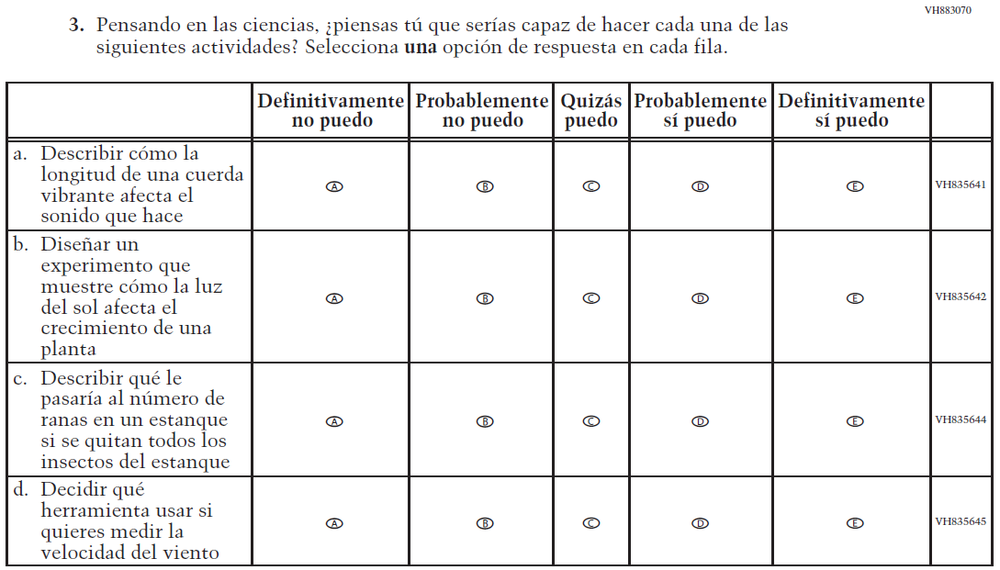 VH883070
3. Pensando en las ciencias, ¿piensas tú que serías capaz de hacer cada una de las
siguientes actividades? Selecciona una opción de respuesta en cada fila.
Definitivamente no puedo Probablemente no puedo Quizás puedo Probablemente sí puedo Definitivamente sí puedo
a. Describir cómo la
longitud de una cuerda
vibrante afecta el
sonido que hace
A B C D E VH835641
b. Diseñar un
experimento que
muestre cómo la luz
del sol afecta el
crecimiento de una
planta
A B C D E VH835642
c. Describir qué le
pasaría al número de
ranas en un estanque
si se quitan todos los
insectos del estanque
A B C D E VH835644
d. Decidir qué
herramienta usar si
quieres medir la
velocidad del viento
A B C D E VH835645